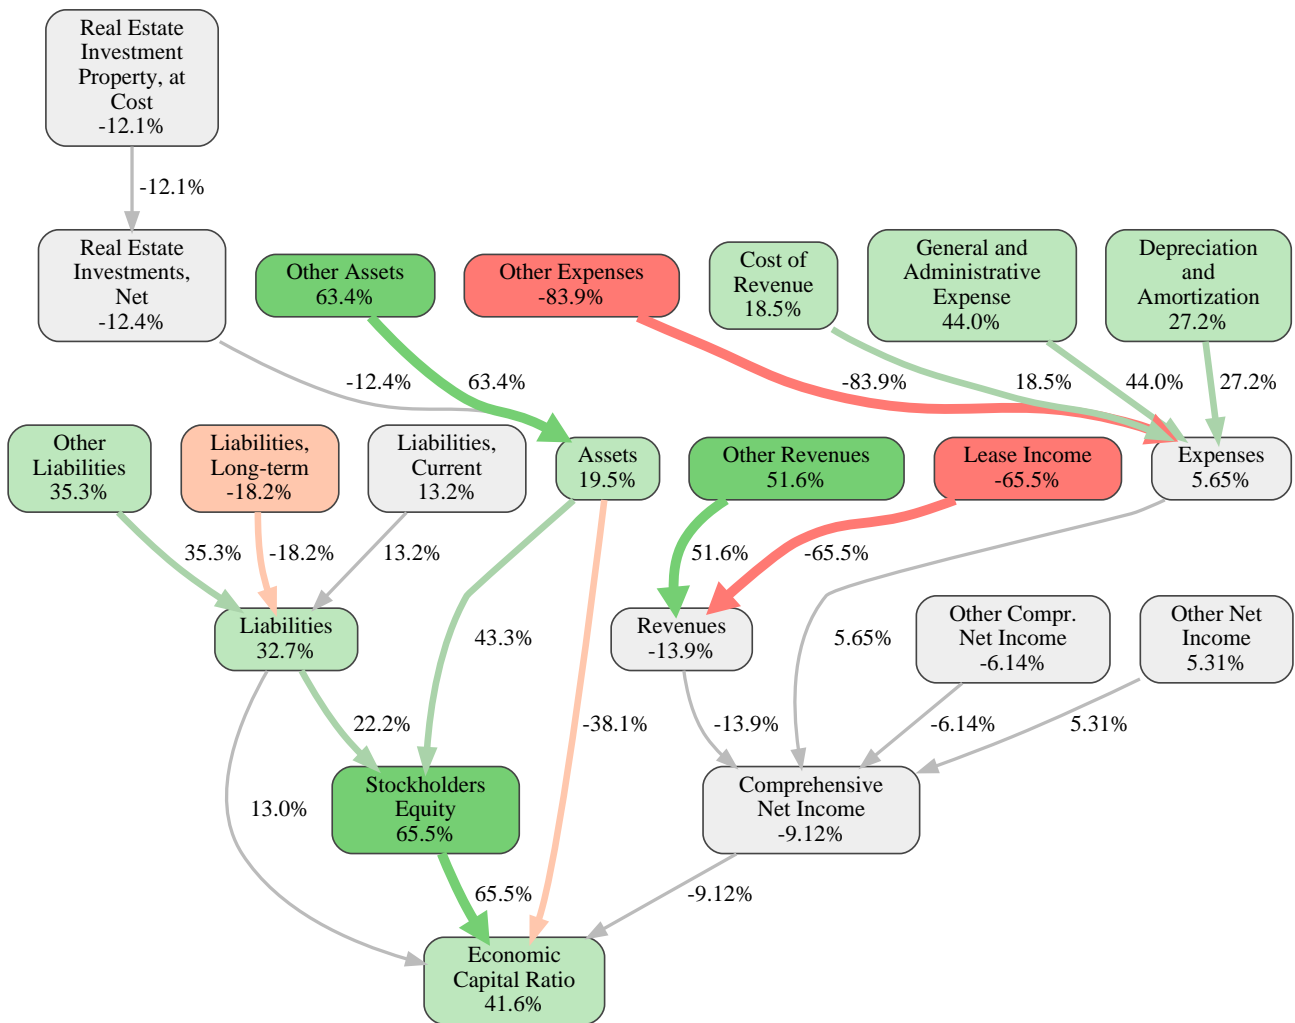 Real Estate
Investment
Property, at
Cost
-12.1%
-12.1%
Real Estate
Investments,
Net
-12.4%
Other Assets
63.4%
Other Expenses
-83.9%
Cost of
Revenue
18.5%
General and
Administrative
Expense
44.0%
Depreciation
and
Amortization
27.2%
-12.4%
63.4%
-83.9%
18.5%
44.0%
27.2%
Other
Liabilities
35.3%
Liabilities,
Long-term
-18.2%
Liabilities,
Current
13.2%
Assets
19.5%
Other Revenues
51.6%
Lease Income
-65.5%
Expenses
5.65%
35.3%
-18.2%
13.2%
51.6%
-65.5%
Liabilities
32.7%
43.3%
Revenues
-13.9%
5.65%
Other Compr.
Net Income
-6.14%
Other Net
Income
5.31%
22.2%
-38.1%
-13.9%
-6.14%
5.31%
13.0%
Stockholders
Equity
65.5%
Comprehensive
Net Income
-9.12%
65.5%
-9.12%
Economic
Capital Ratio
41.6%